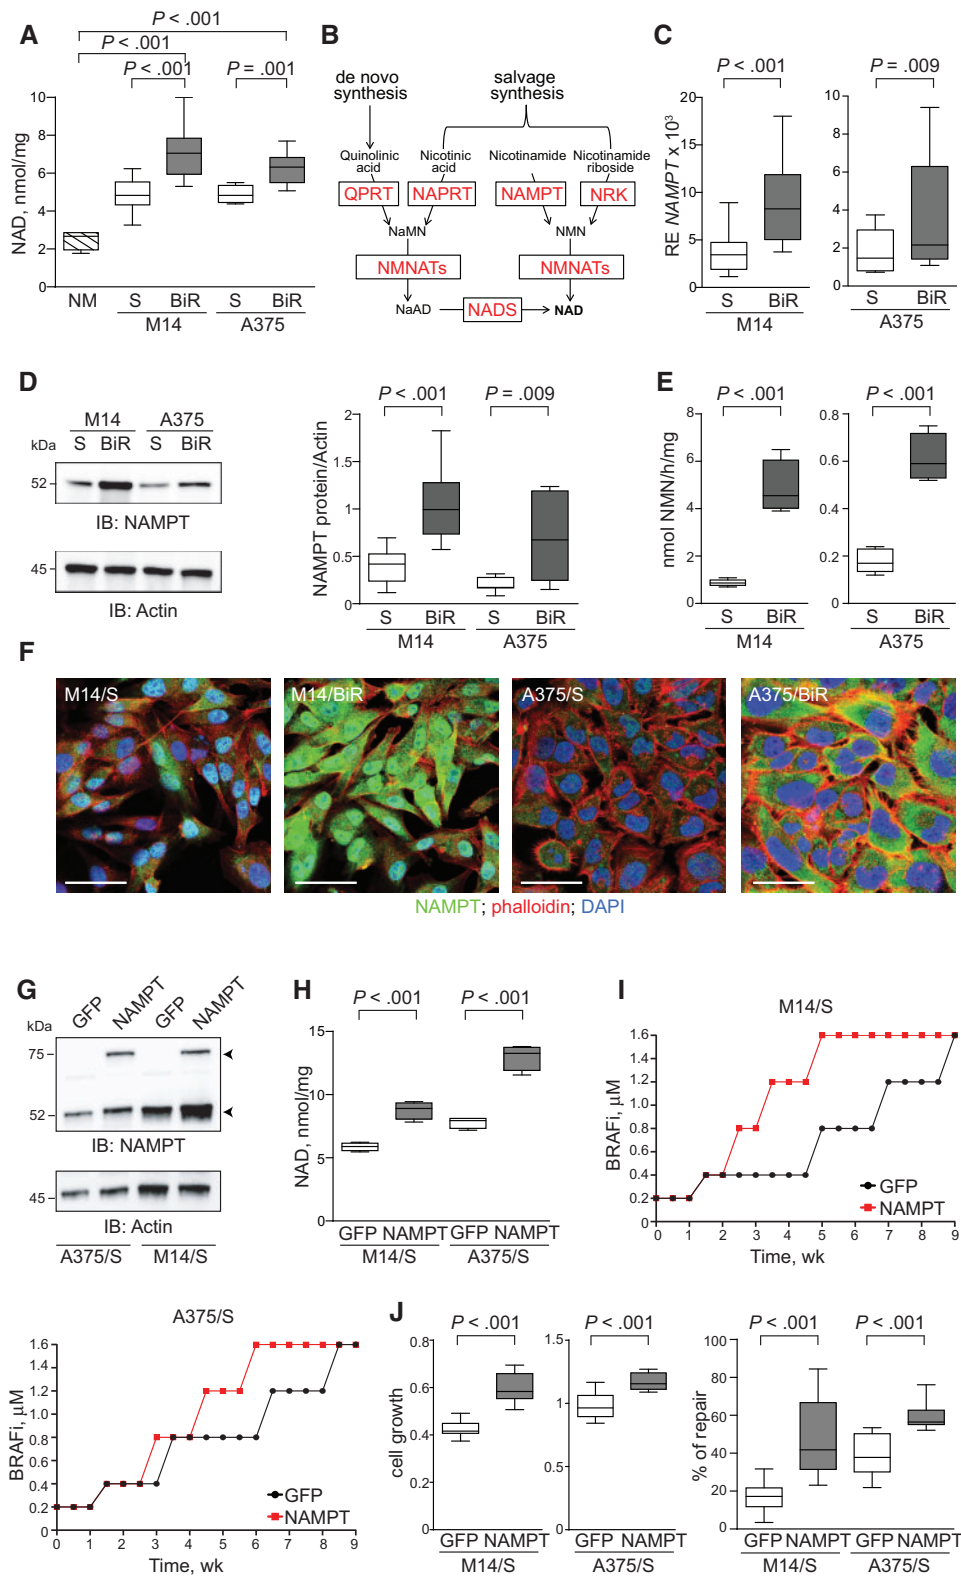 A
P < .001
P < .001
P < .001
P = .001
NAD, nmol/mg
10
8
6
4
2
0
NM
S
BiR
S
BiR
M14
A375
B
de novo
synthesis
salvage
synthesis
Quinolinic
acid
Nicotinic
acid
Nicotinamide
Nicotinamide
riboside
QPRT
NAPRT
NAMPT
NRK
NaMN
NMN
NMNATs
NMNATs
NaAD
NADS
NAD
C
P < .001
P = .009
RE NAMPT x 10³
20
15
10
5
0
S
BiR
M14
10
8
6
4
2
0
S
BiR
A375
D
M14
A375
kDa
S
BiR
S
BiR
52
IB: NAMPT
45
IB: Actin
P < .001
P = .009
NAMPT protein/Actin
2
1.5
1
0.5
0
S
BiR
S
BiR
M14
A375
E
P < .001
P < .001
nmol NMN/h/mg
8
6
4
2
0
S
BiR
M14
0.8
0.6
0.4
0.2
0
S
BiR
A375
F
M14/S
M14/BiR
A375/S
A375/BiR
NAMPT; phalloidin; DAPI
G
GFP
NAMPT
GFP
NAMPT
kDa
75
52
IB: NAMPT
45
IB: Actin
A375/S
M14/S
H
P < .001
P < .001
NAD, nmol/mg
15
10
5
0
GFP NAMPT
GFP NAMPT
M14/S
A375/S
I
M14/S
BRAFi, µM
1.6
1.2
0.8
0.4
0.2
0
GFP
NAMPT
0 1 2 3 4 5 6 7 8 9
Time, wk
A375/S
BRAFi, µM
1.6
1.2
1.0
0.8
0.4
0.2
0
GFP
NAMPT
0 1 2 3 4 5 6 7 8 9
Time, wk
J
P < .001
P < .001
P < .001
P < .001
cell growth
0.8
0.6
0.4
0.2
0
GFP NAMPT
M14/S
1.5
1
0.5
0
GFP NAMPT
A375/S
% of repair
100
80
60
40
20
0
GFP NAMPT
GFP NAMPT
M14/S
A375/S